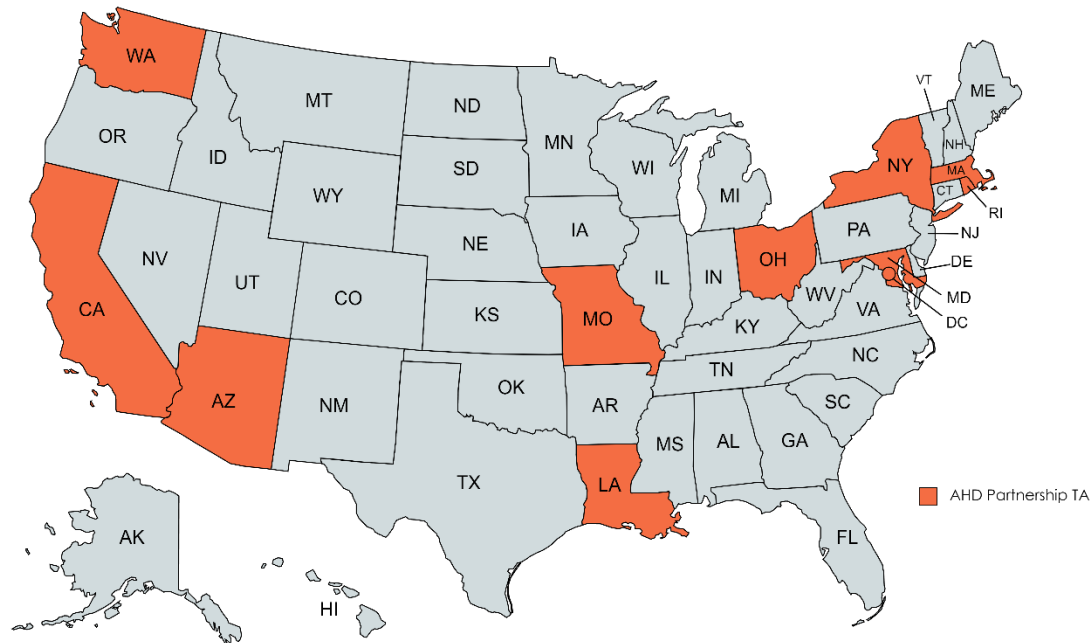 WA
MT
ND
MN
VT
ME
OR
ID
SD
WI
MI
NY
NH
MA
CT
RI
WY
IA
PA
NJ
NE
NV
UT
CO
IL
IN
OH
DE
WV
MD
VA
DC
CA
KS
MO
KY
NC
TN
AZ
NM
OK
AR
SC
MS
AL
GA
TX
LA
AHD Partnership TA
AK
FL
HI